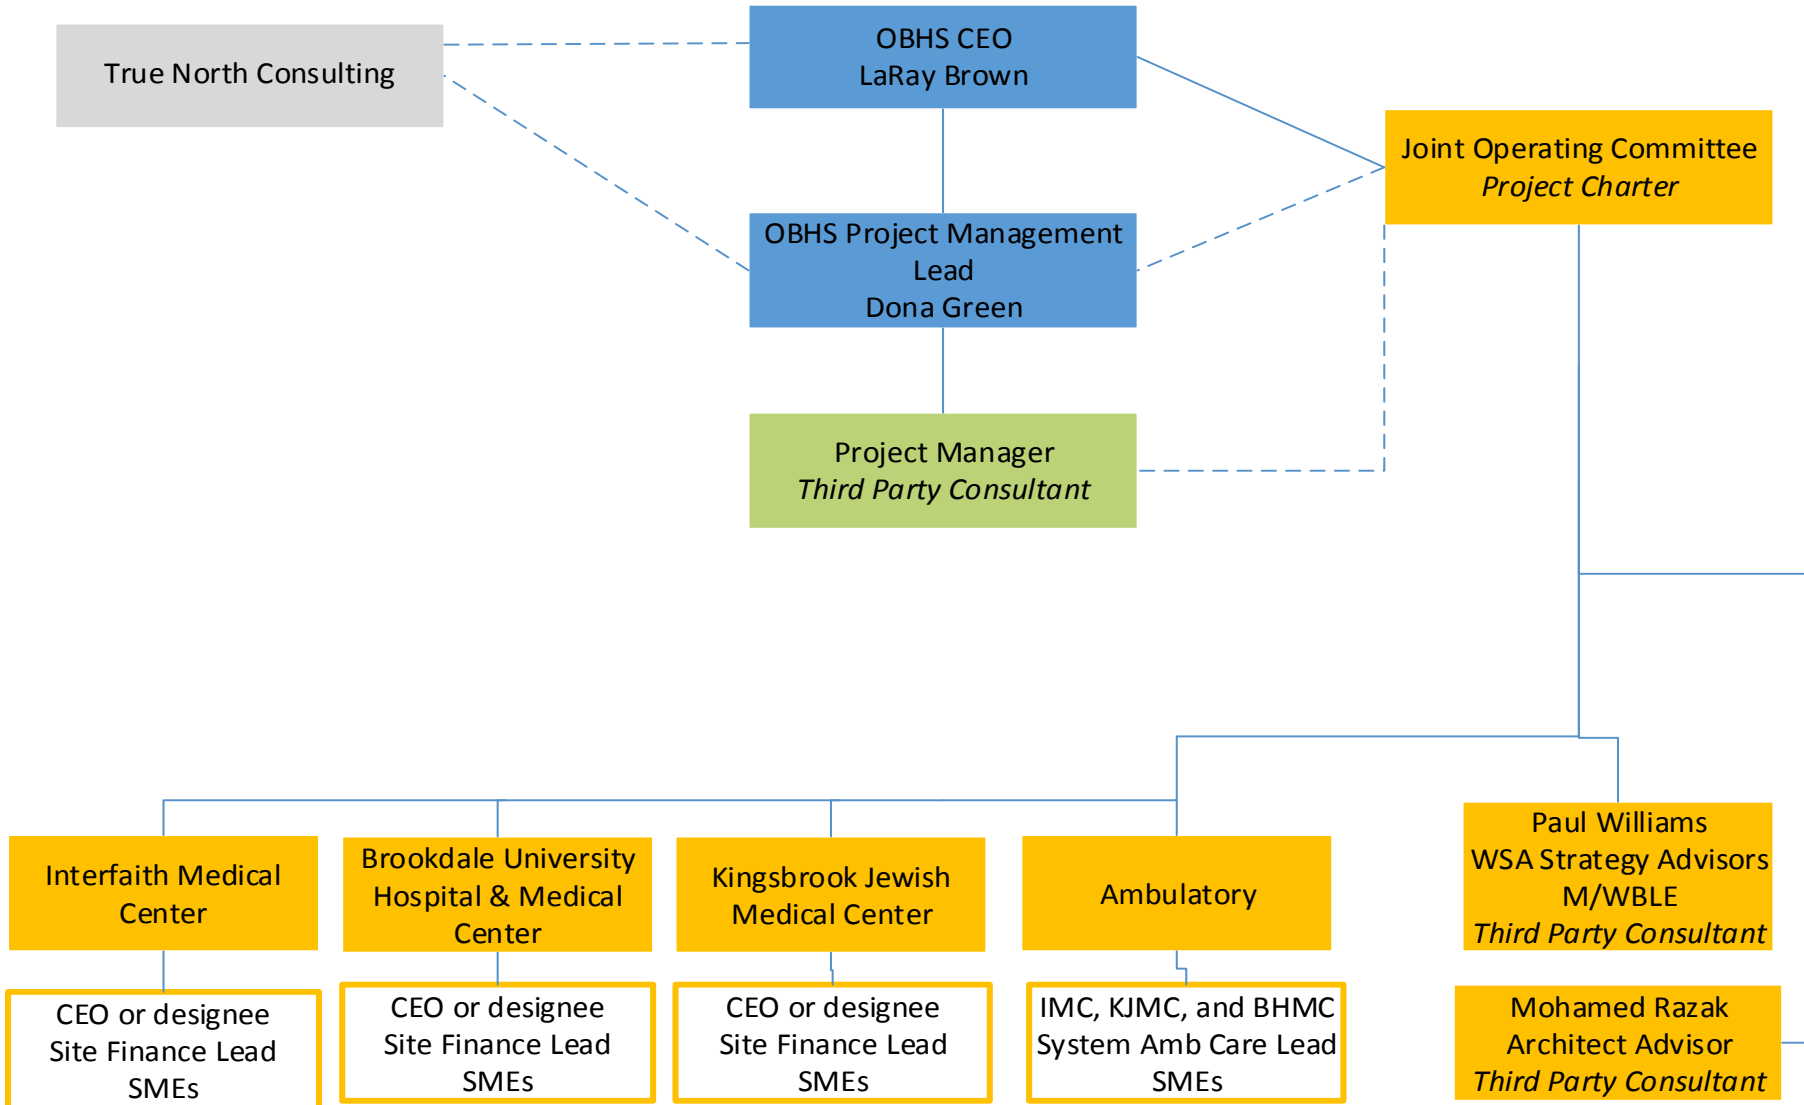 True North Consulting
OBHS CEO
LaRay Brown
Joint Operating Committee
Project Charter
OBHS Project Management
Lead
Dona Green
Project Manager
Third Party Consultant
Interfaith Medical
Center
Brookdale University
Hospital & Medical
Center
Kingsbrook Jewish
Medical Center
Ambulatory
Paul Williams
WSA Strategy Advisors
M/WBLE
Third Party Consultant
CEO or designee
Site Finance Lead
SMEs
CEO or designee
Site Finance Lead
SMEs
CEO or designee
Site Finance Lead
SMEs
IMC, KJMC, and BHMC
System Amb Care Lead
SMEs
Mohamed Razak
Architect Advisor
Third Party Consultant